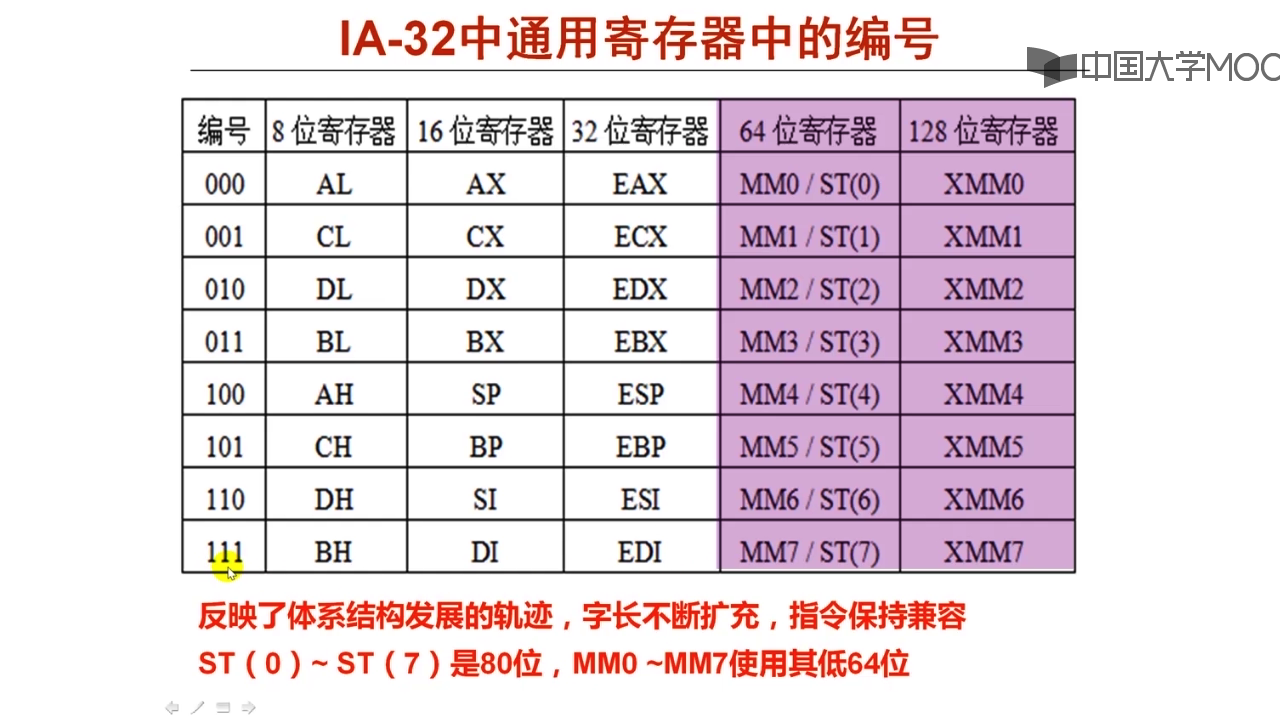 IA-32中通用寄存器中的编号
中国大学MOO
编号 8 位寄存器 16 位寄存器 32 位寄存器 64 位寄存器 128 位寄存器
000 AL AX EAX MM0 / ST(0) XMM0
001 CL CX ECX MM1 / ST(1) XMM1
010 DL DX EDX MM2 / ST(2) XMM2
011 BL BX EBX MM3 / ST(3) XMM3
100 AH SP ESP MM4 / ST(4) XMM4
101 CH BP EBP MM5 / ST(5) XMM5
110 DH SI ESI MM6 / ST(6) XMM6
111 BH DI EDI MM7 / ST(7) XMM7
反映了体系结构发展的轨迹，字长不断扩充，指令保持兼容
ST（0）~ ST（7）是80位，MM0 ~MM7使用其低64位